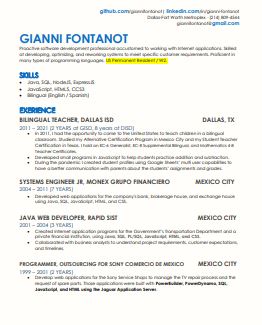 github.com/giannifontanot | linkedin.com/in/giannifontanot
Dallas-Fort Worth Metroplex - (214) 809-4544
giannifontanot@gmail.com
GIANNI FONTANOT
Proactive software development professional accustomed to working with Internet applications. Skilled
at developing, optimizing, and reworking systems to meet specific customer requirements. Proficient in
many types of programming languages. US Permanent Resident / W2.
SKILLS
Java, SQL, NodeJS, ExpressJS
JavaScript, HTML5, CCS3
Bilingual (English / Spanish)
EXPERIENCE
BILINGUAL TEACHER, DALLAS ISD DALLAS, TX
2011 – 2021 (2 YEARS at GISD, 8 years at DISD)
In 2011, I had the opportunity to come to the United States to teach children in a bilingual
classroom. I studied the Alternative Certification Program in Mexico City and my Student Teacher
Certification in Texas. I hold an EC-6 Generalist, EC-6 Supplemental Bilingual, and Mathematics 4-8
Teacher Certificates.
Developed small programs in JavaScript to help students practice addition and subtraction.
During the pandemic I created student profiles using Google Sheets' multi user capabilities to
have a better communication with parents about the students' assignments and grades.
SYSTEMS ENGINEER JR, MONEX GRUPO FINANCIERO MEXICO CITY
2004 – 2011 (7 YEARS)
Developed web applications for the company's bank, brokerage house, and exchange house
using Java, SQL, HTML, CSS, and JavaScript.
JAVA WEB DEVELOPER, RAPID SIST MEXICO CITY
2001 – 2004 (3 YEARS)
Created internet application programs for the Government's Transportation Department and a
private financial institution, using Java, SQL, PL/SQL, JavaScript, HTML, CSS, and UNIX.
Collaborated with business analysts to understand project requirements, customer expectations,
and timelines.
PROGRAMMER, OUTSOURCING FOR SONY COMERCIO DE MEXICO MEXICO CITY
1999 – 2001 (2 YEARS)
Developed web applications for the Sony Service Shops to manage the TV repair process and the
request of spare parts. Those applications were built with PowerBuilder, PowerDynamo, SQL,
JavaScript, and HTML using the Jaguar Application Server.